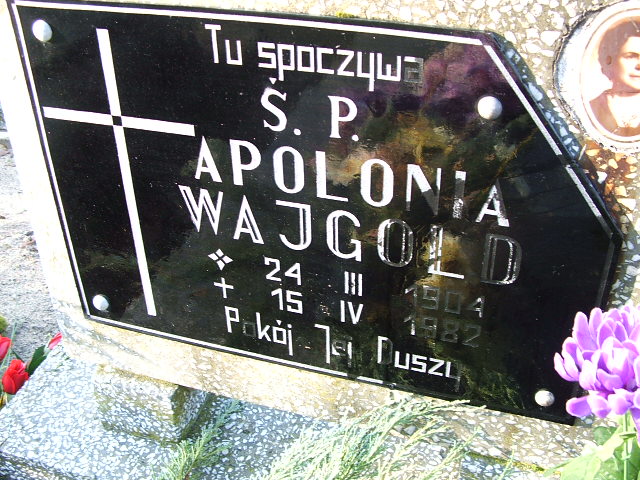 Tu spoczywa
Ś. P.
APOLONIA
WAJGOLD
24 III 1904
15 IV 1982
Pokój Jej Duszy